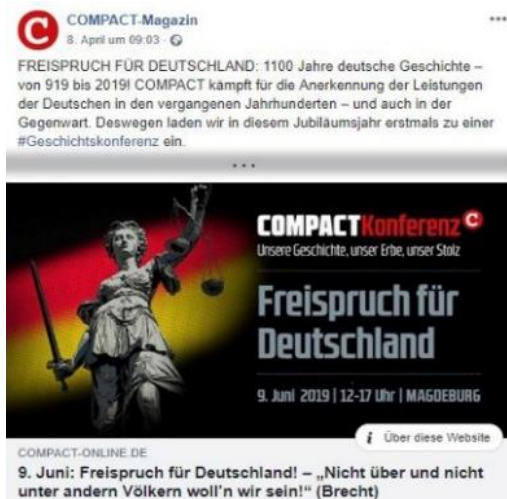 COMPACT-Magazin
8. April um 09:03 ·
FREISPRUCH FÜR DEUTSCHLAND: 1100 Jahre deutsche Geschichte –
von 919 bis 2019! COMPACT kämpft für die Anerkennung der Leistungen
der Deutschen in den vergangenen Jahrhunderten – und auch in der
Gegenwart. Deswegen laden wir in diesem Jubiläumsjahr erstmals zu einer
#Geschichtskonferenz ein.
...
COMPACTKonferenz C
Unsere Geschichte, unser Erbe, unser Stolz
Freispruch für
Deutschland
9. Juni 2019 | 12-17 Uhr | MAGDEBURG
i Über diese Website
COMPACT-ONLINE.DE
9. Juni: Freispruch für Deutschland! – „Nicht über und nicht
unter andern Völkern woll'n wir sein!“ (Brecht)